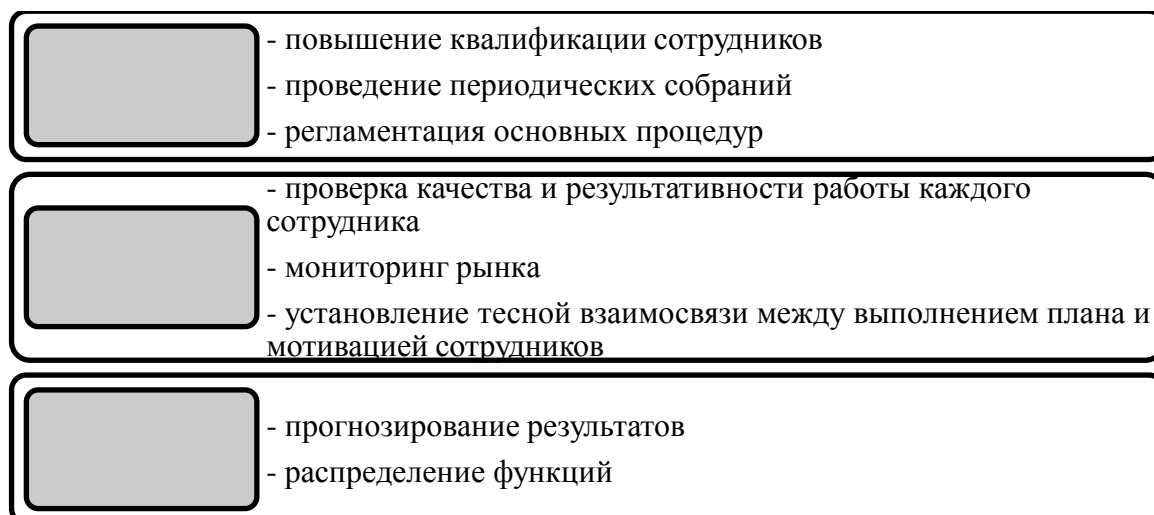 - повышение квалификации сотрудников
- проведение периодических собраний
- регламентация основных процедур
- проверка качества и результативности работы каждого
сотрудника
- мониторинг рынка
- установление тесной взаимосвязи между выполнением плана и
мотивацией сотрудников
- прогнозирование результатов
- распределение функций